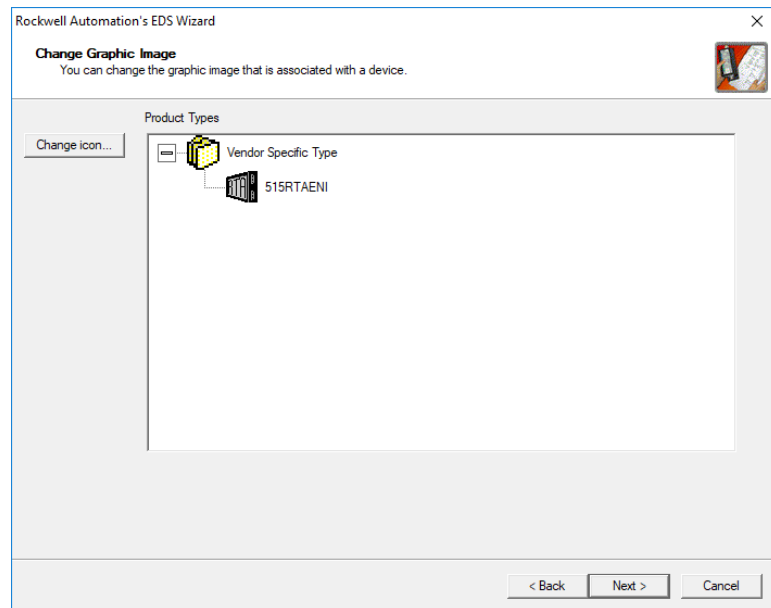 Rockwell Automation's EDS Wizard
Change Graphic Image
You can change the graphic image that is associated with a device.
Product Types
Change icon...
Vendor Specific Type
RTA
515RTAENI
< Back
Next >
Cancel